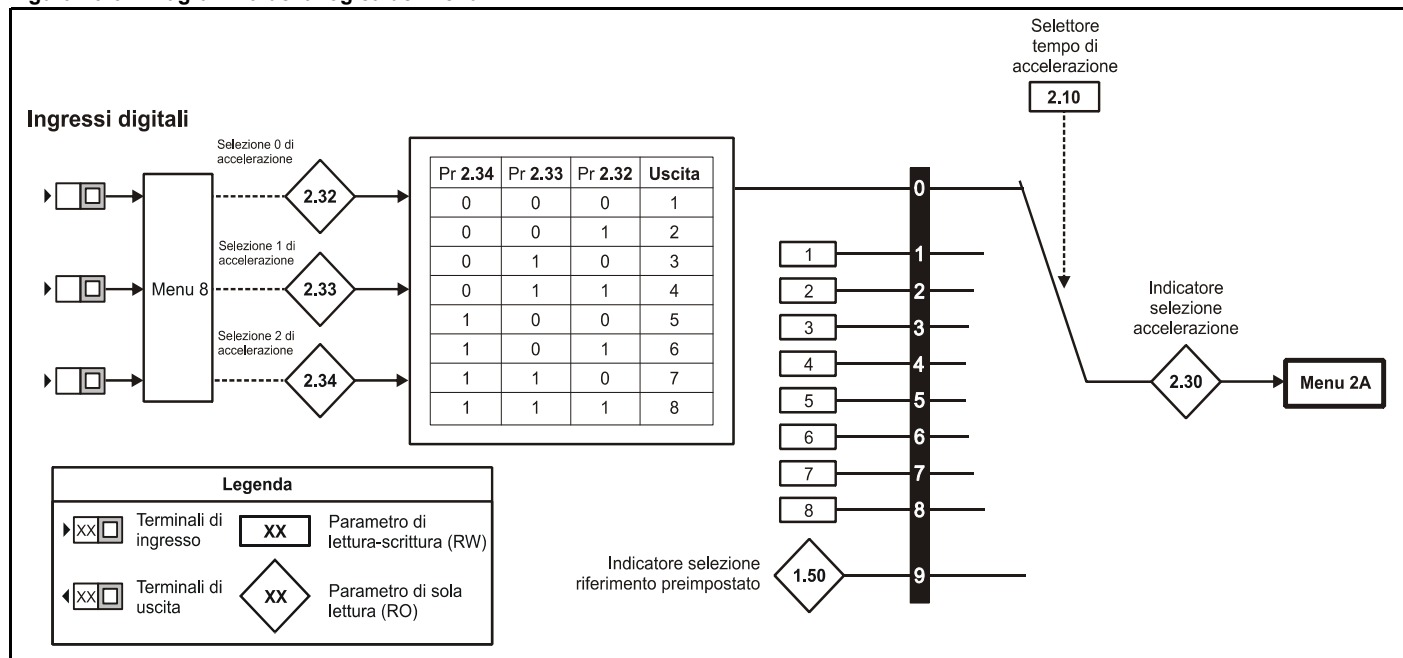 Ingressi digitali
Selezione 0 di
accelerazione
2.32
Selezione 1 di
accelerazione
Menu 8
2.33
Selezione 2 di
accelerazione
2.34
Pr 2.34 Pr 2.33 Pr 2.32 Uscita
0 0 0 1
0 0 1 2
0 1 0 3
0 1 1 4
1 0 0 5
1 0 1 6
1 1 0 7
1 1 1 8
Selettore
tempo di
accelerazione
2.10
0
1 1
2 2
3 3
4 4
5 5
6 6
7 7
8 8
Indicatore selezione
riferimento preimpostato
1.50
9
Indicatore
selezione
accelerazione
2.30
Menu 2A
Legenda
XX Terminali di
ingresso
XX Parametro di
lettura-scrittura (RW)
XX Terminali di
uscita
XX Parametro di sola
lettura (RO)